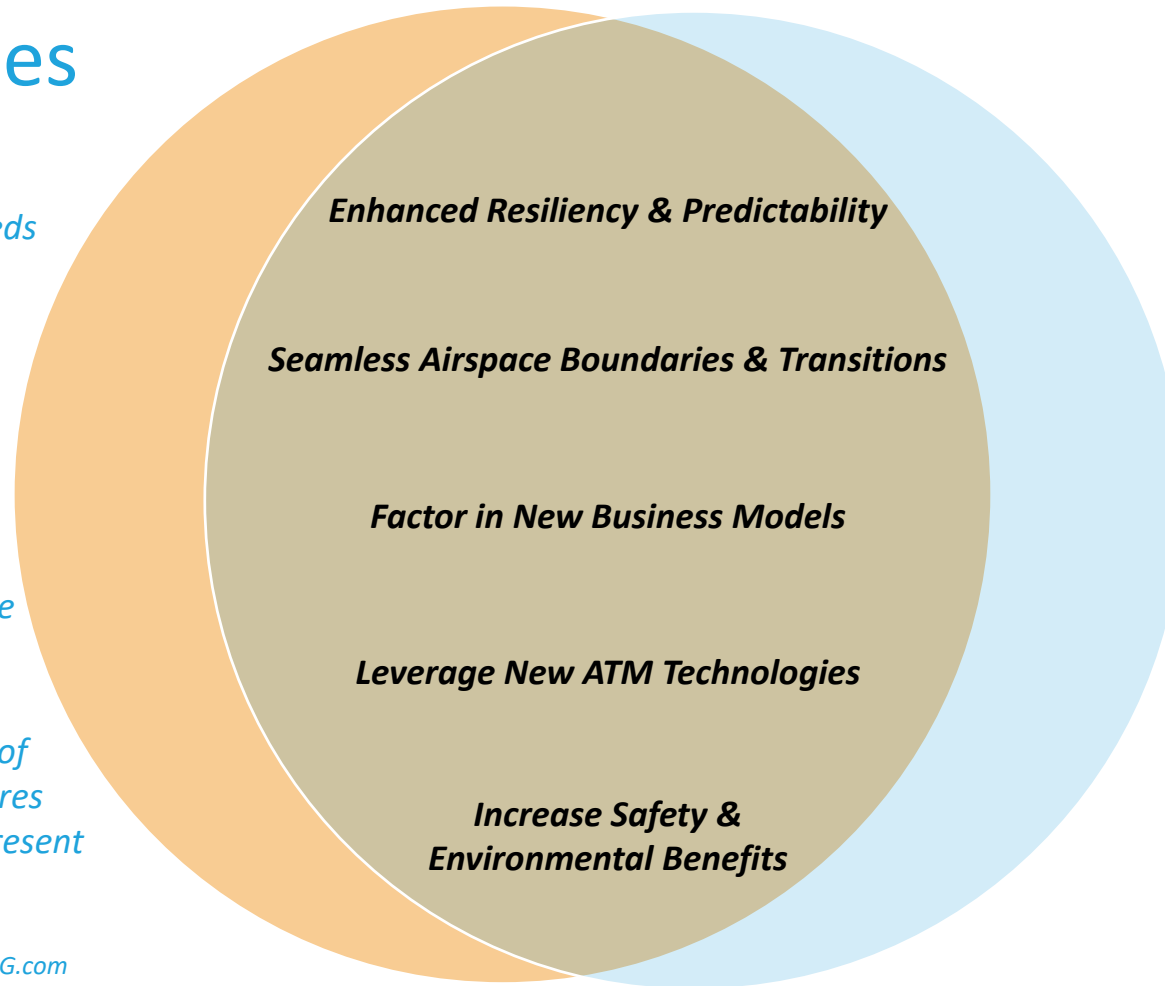 es
eds
Enhanced Resiliency & Predictability
Seamless Airspace Boundaries & Transitions
Factor in New Business Models
e
Leverage New ATM Technologies
of
res
resent
Increase Safety &
Environmental Benefits
G.com